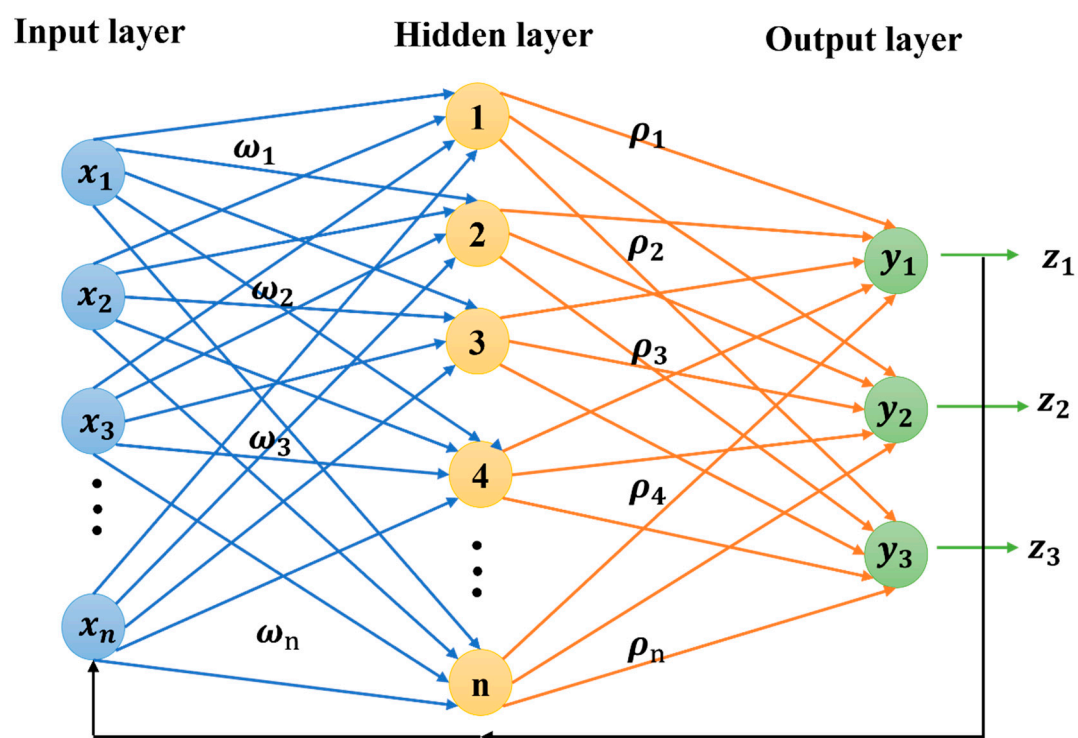 Input layer
Hidden layer
Output layer
x₁
x₂
x₃
xₙ
ω₁
ω₂
ω₃
ωn
1
2
3
4
n
ρ₁
ρ₂
ρ₃
ρ₄
ρn
y₁
y₂
y₃
z₁
z₂
z₃